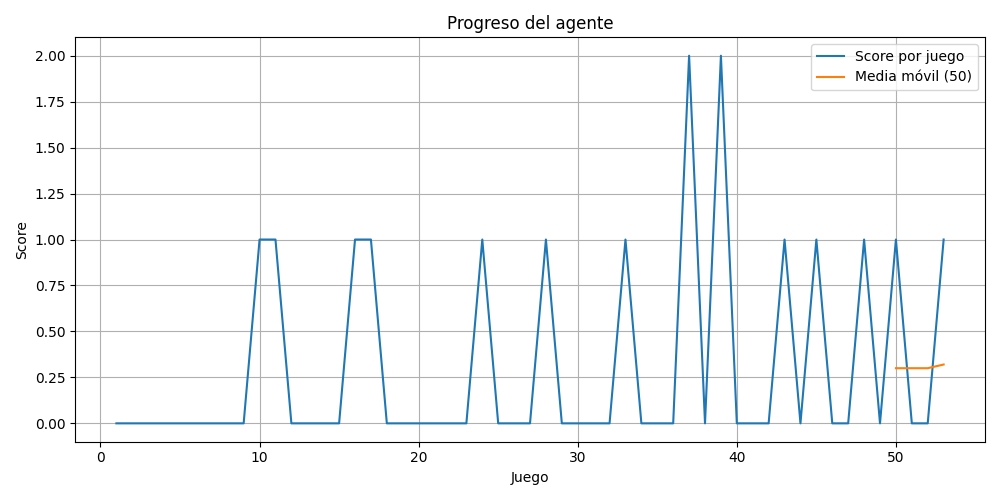 Progreso del agente
Score por juego
Media móvil (50)
2.00
1.75
1.50
1.25
1.00
0.75
0.50
0.25
0.00
Score
0 10 20 30 40 50
Juego